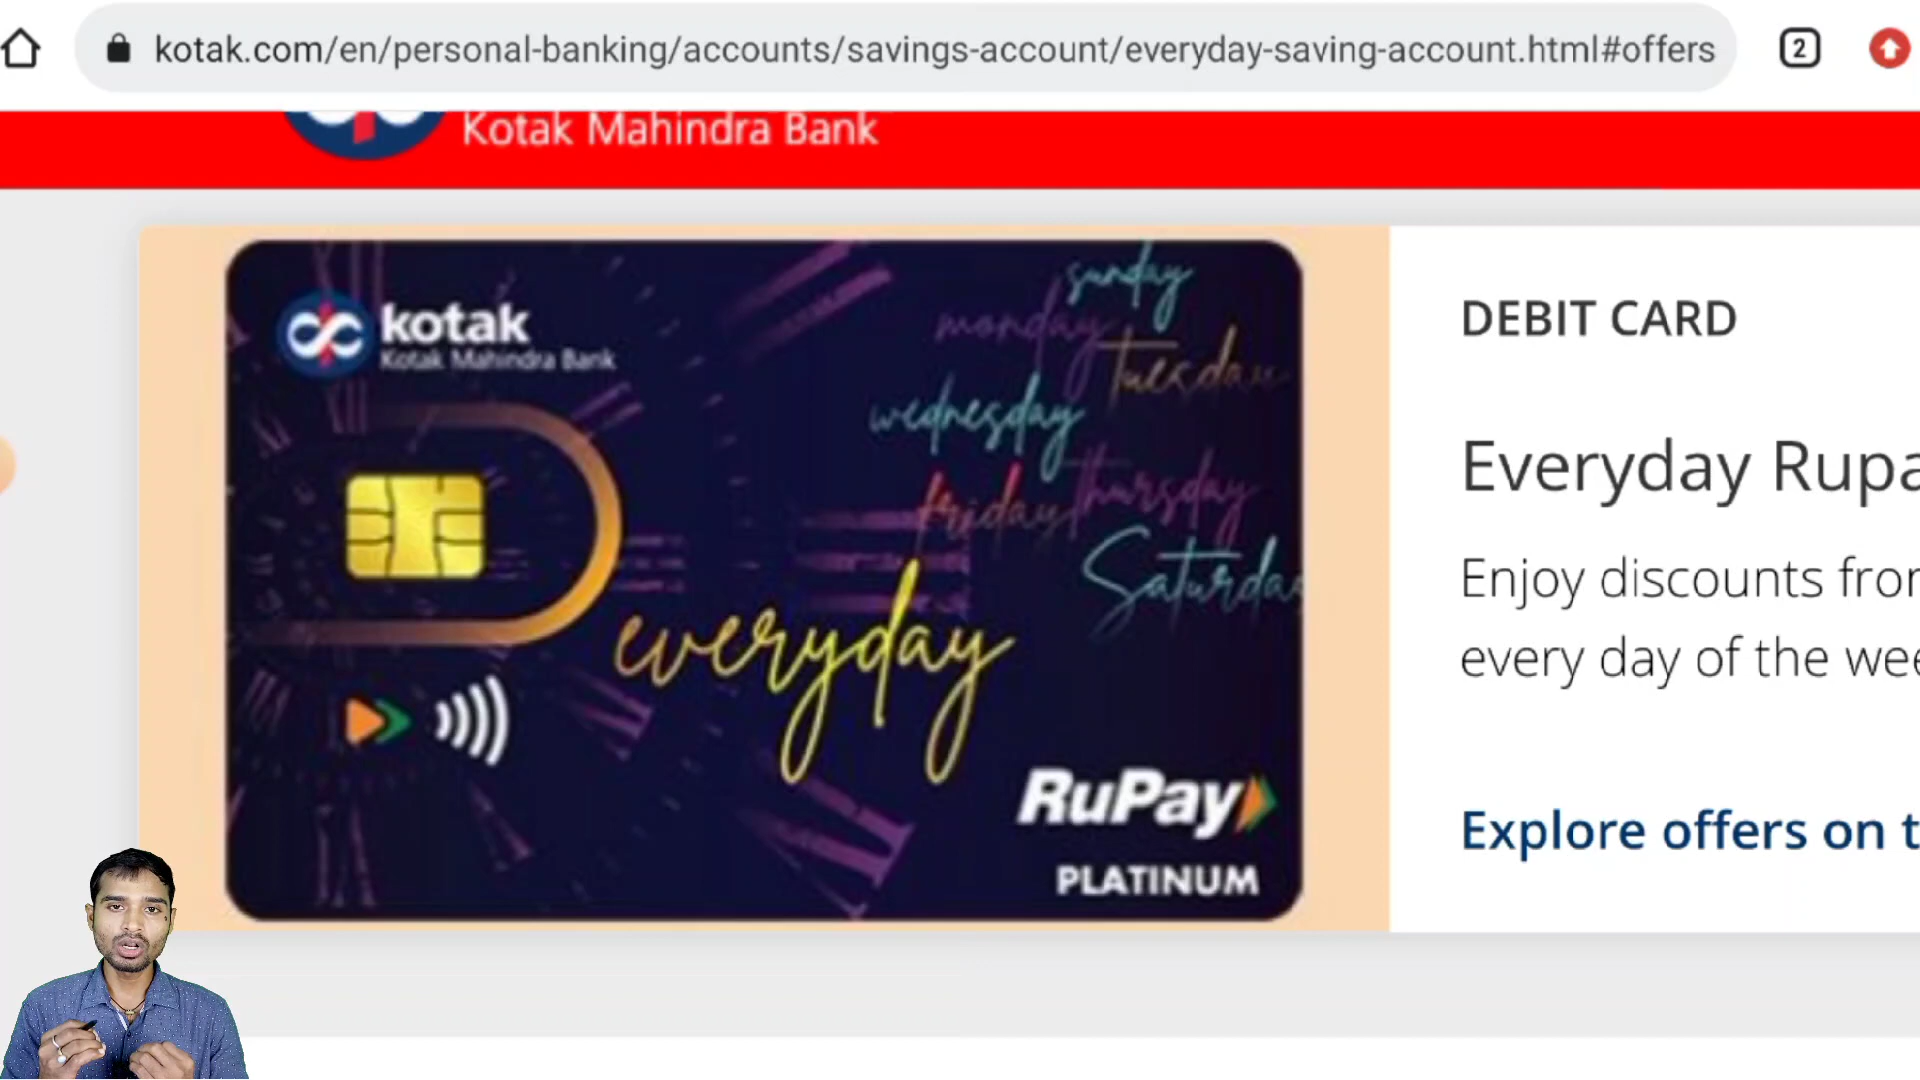 kotak.com/en/personal-banking/accounts/savings-account/everyday-saving-account.html#offers
2
Kotak Mahindra Bank
kotak
Kotak Mahindra Bank
sunday
monday
tuesday
wednesday
thursday
friday
Saturday
everyday
RuPay
PLATINUM
DEBIT CARD
Everyday Rupa
Enjoy discounts from
every day of the wee
Explore offers on t